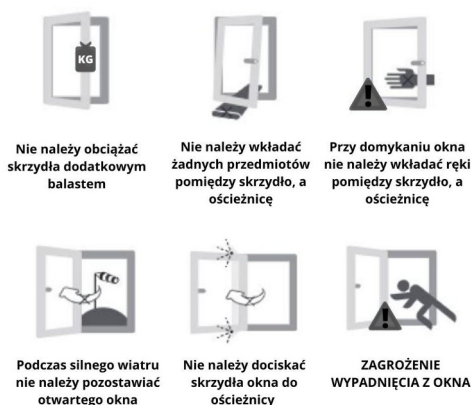 KG
Nie należy obciążać
skrzydła dodatkowym
balastem
Nie należy wkładać
żadnych przedmiotów
pomiędzy skrzydło, a
ościeżnicę
Przy domykaniu okna
nie należy wkładać ręki
pomiędzy skrzydło, a
ościeżnicę
Podczas silnego wiatru
nie należy pozostawiać
otwartego okna
Nie należy dociskać
skrzydła okna do
ościeżnicy
ZAGROŻENIE
WYPADNIĘCIA Z OKNA